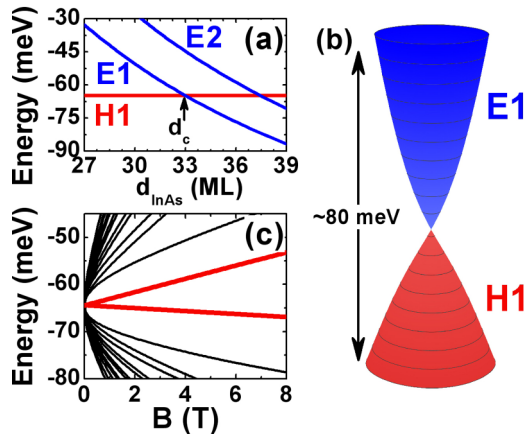 -30
-45
-60
-75
-90
Energy (meV)
E2
E1
H1
(a)
d_c
27 30 33 36 39
d_InAs (ML)
(b)
E1
~80 meV
H1
-50
-60
-70
-80
Energy (meV)
(c)
0 2 4 6 8
B (T)